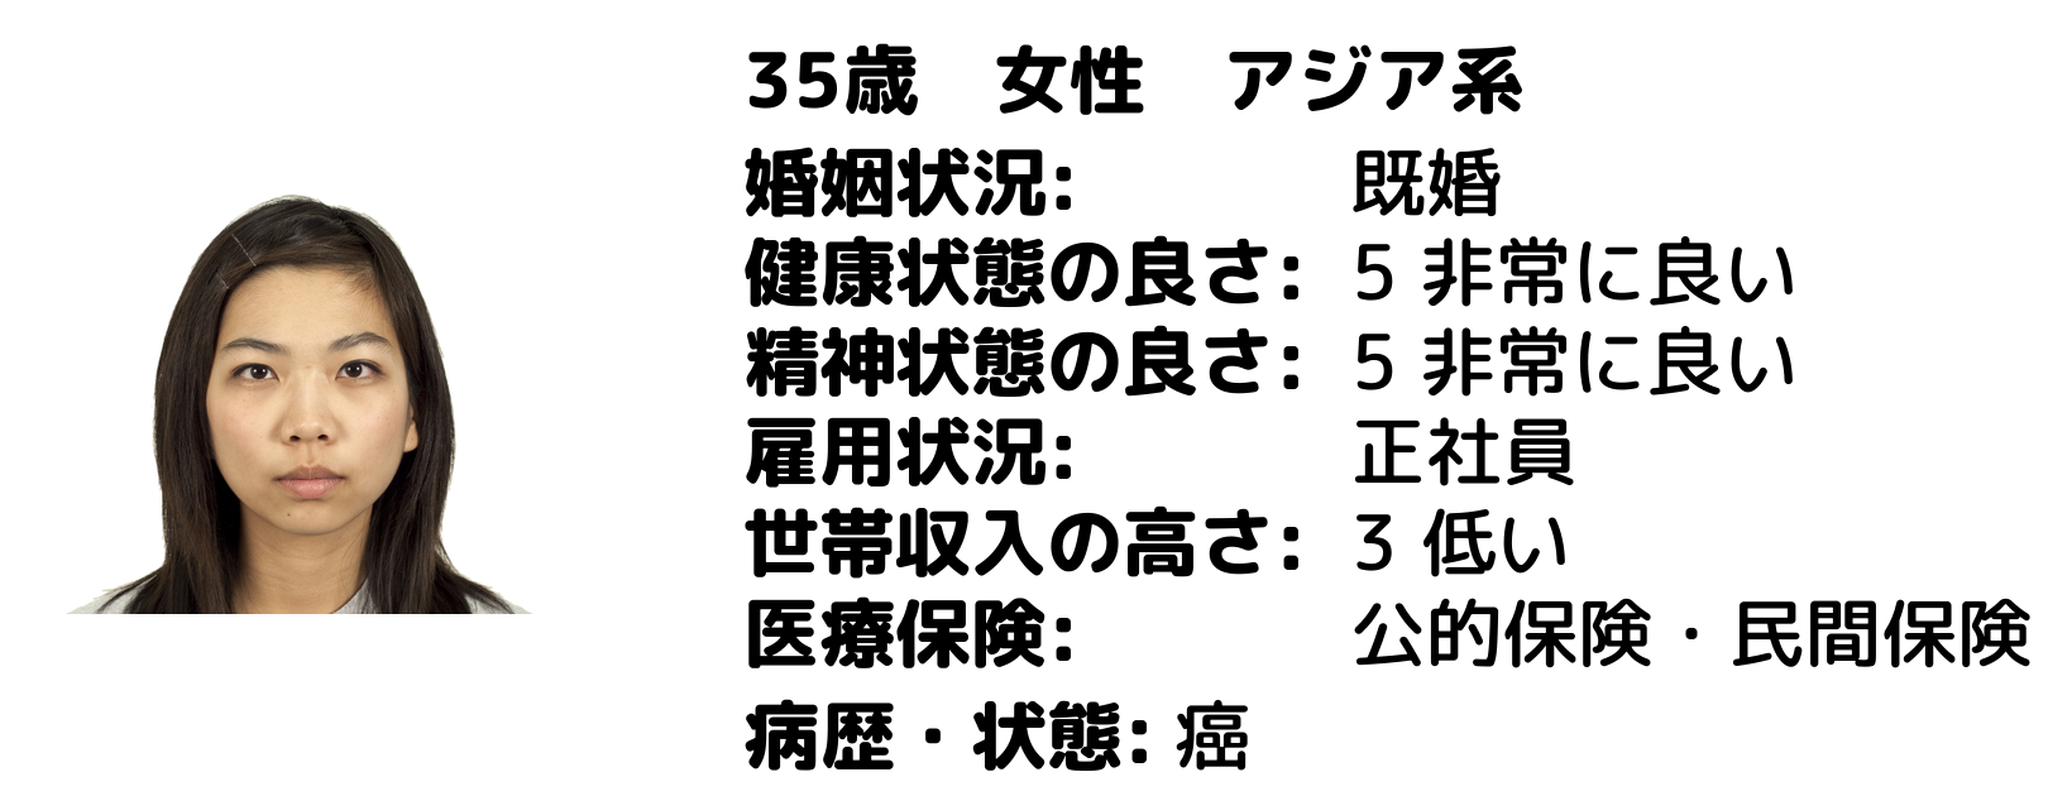 35歳　女性　アジア系
婚姻状況: 既婚
健康状態の良さ: 5 非常に良い
精神状態の良さ: 5 非常に良い
雇用状況: 正社員
世帯収入の高さ: 3 低い
医療保険: 公的保険・民間保険
病歴・状態: 癌